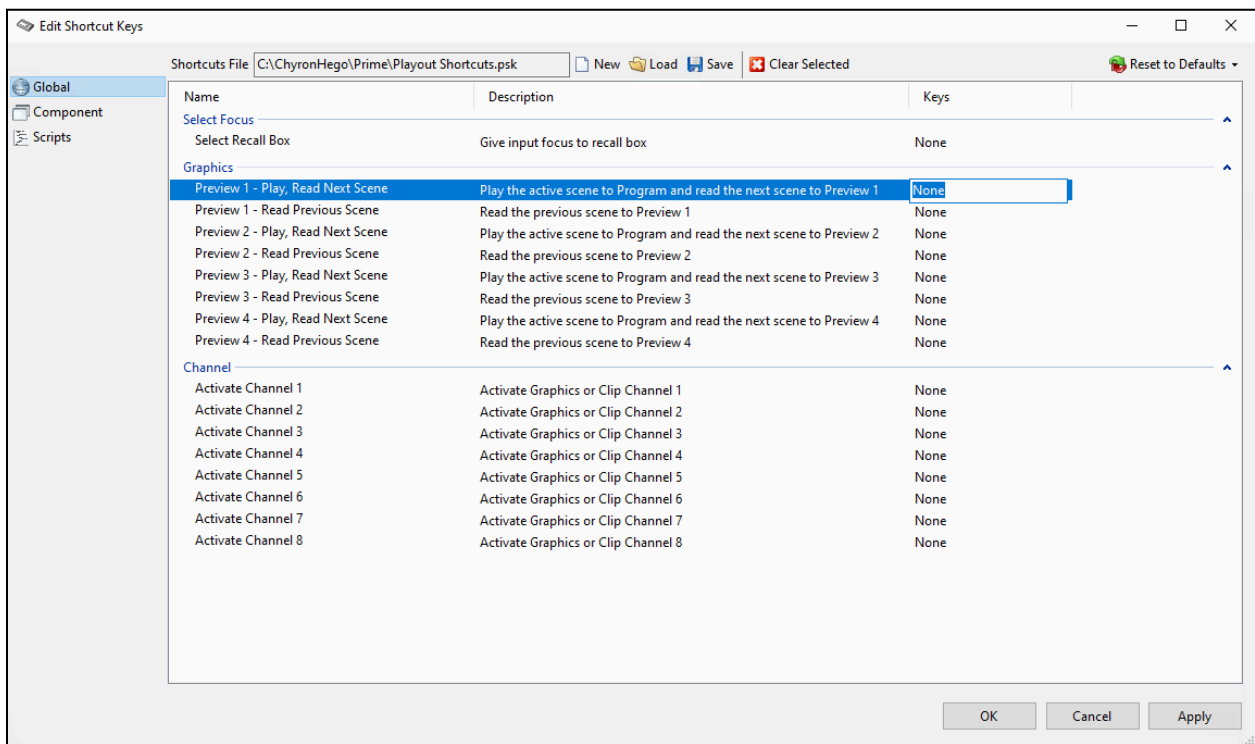 Edit Shortcut Keys
Shortcuts File C:\ChyronHego\Prime\Playout Shortcuts.psk New Load Save Clear Selected Reset to Defaults
Global
Component
Scripts
Name Description Keys
Select Focus
Select Recall Box Give input focus to recall box None
Graphics
Preview 1 - Play, Read Next Scene Play the active scene to Program and read the next scene to Preview 1 None
Preview 1 - Read Previous Scene Read the previous scene to Preview 1 None
Preview 2 - Play, Read Next Scene Play the active scene to Program and read the next scene to Preview 2 None
Preview 2 - Read Previous Scene Read the previous scene to Preview 2 None
Preview 3 - Play, Read Next Scene Play the active scene to Program and read the next scene to Preview 3 None
Preview 3 - Read Previous Scene Read the previous scene to Preview 3 None
Preview 4 - Play, Read Next Scene Play the active scene to Program and read the next scene to Preview 4 None
Preview 4 - Read Previous Scene Read the previous scene to Preview 4 None
Channel
Activate Channel 1 Activate Graphics or Clip Channel 1 None
Activate Channel 2 Activate Graphics or Clip Channel 2 None
Activate Channel 3 Activate Graphics or Clip Channel 3 None
Activate Channel 4 Activate Graphics or Clip Channel 4 None
Activate Channel 5 Activate Graphics or Clip Channel 5 None
Activate Channel 6 Activate Graphics or Clip Channel 6 None
Activate Channel 7 Activate Graphics or Clip Channel 7 None
Activate Channel 8 Activate Graphics or Clip Channel 8 None
OK Cancel Apply